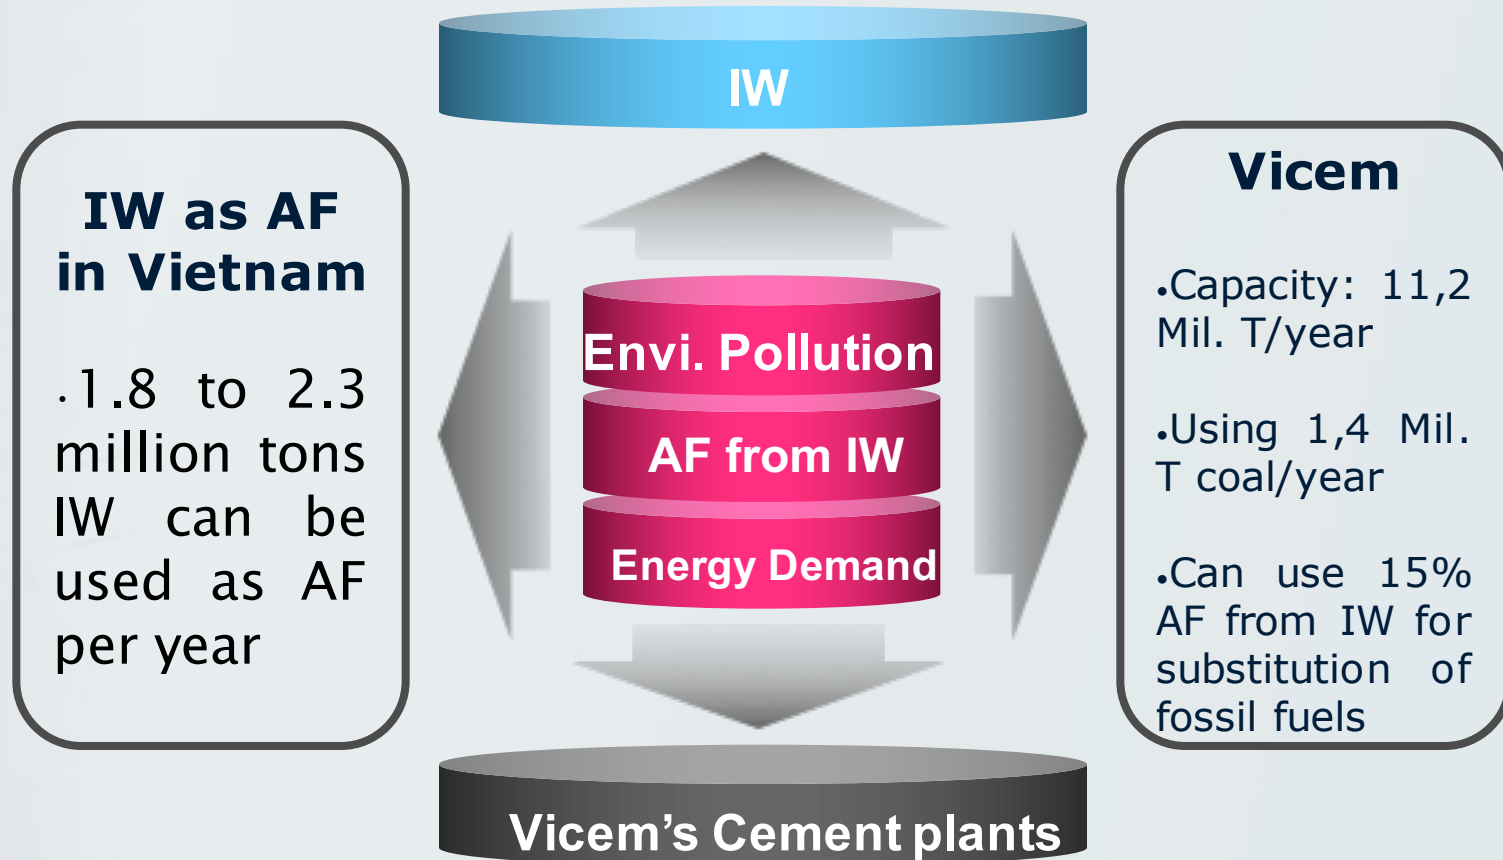 IW
IW as AF
in Vietnam
.1.8 to 2.3
million tons
IW can be
used as AF
per year
Envi. Pollution
AF from IW
Energy Demand
Vicem
•Capacity: 11,2
Mil. T/year
•Using 1,4 Mil.
T coal/year
•Can use 15%
AF from IW for
substitution of
fossil fuels
Vicem’s Cement plants